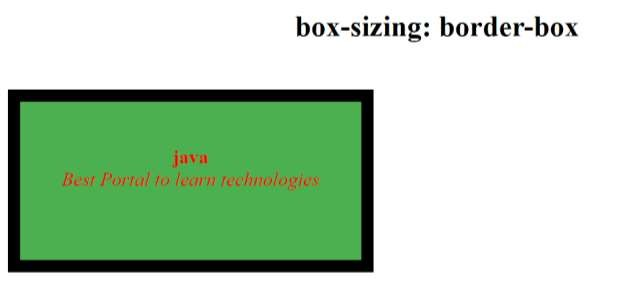 box-sizing: border-box
java
Best Portal to learn technologies